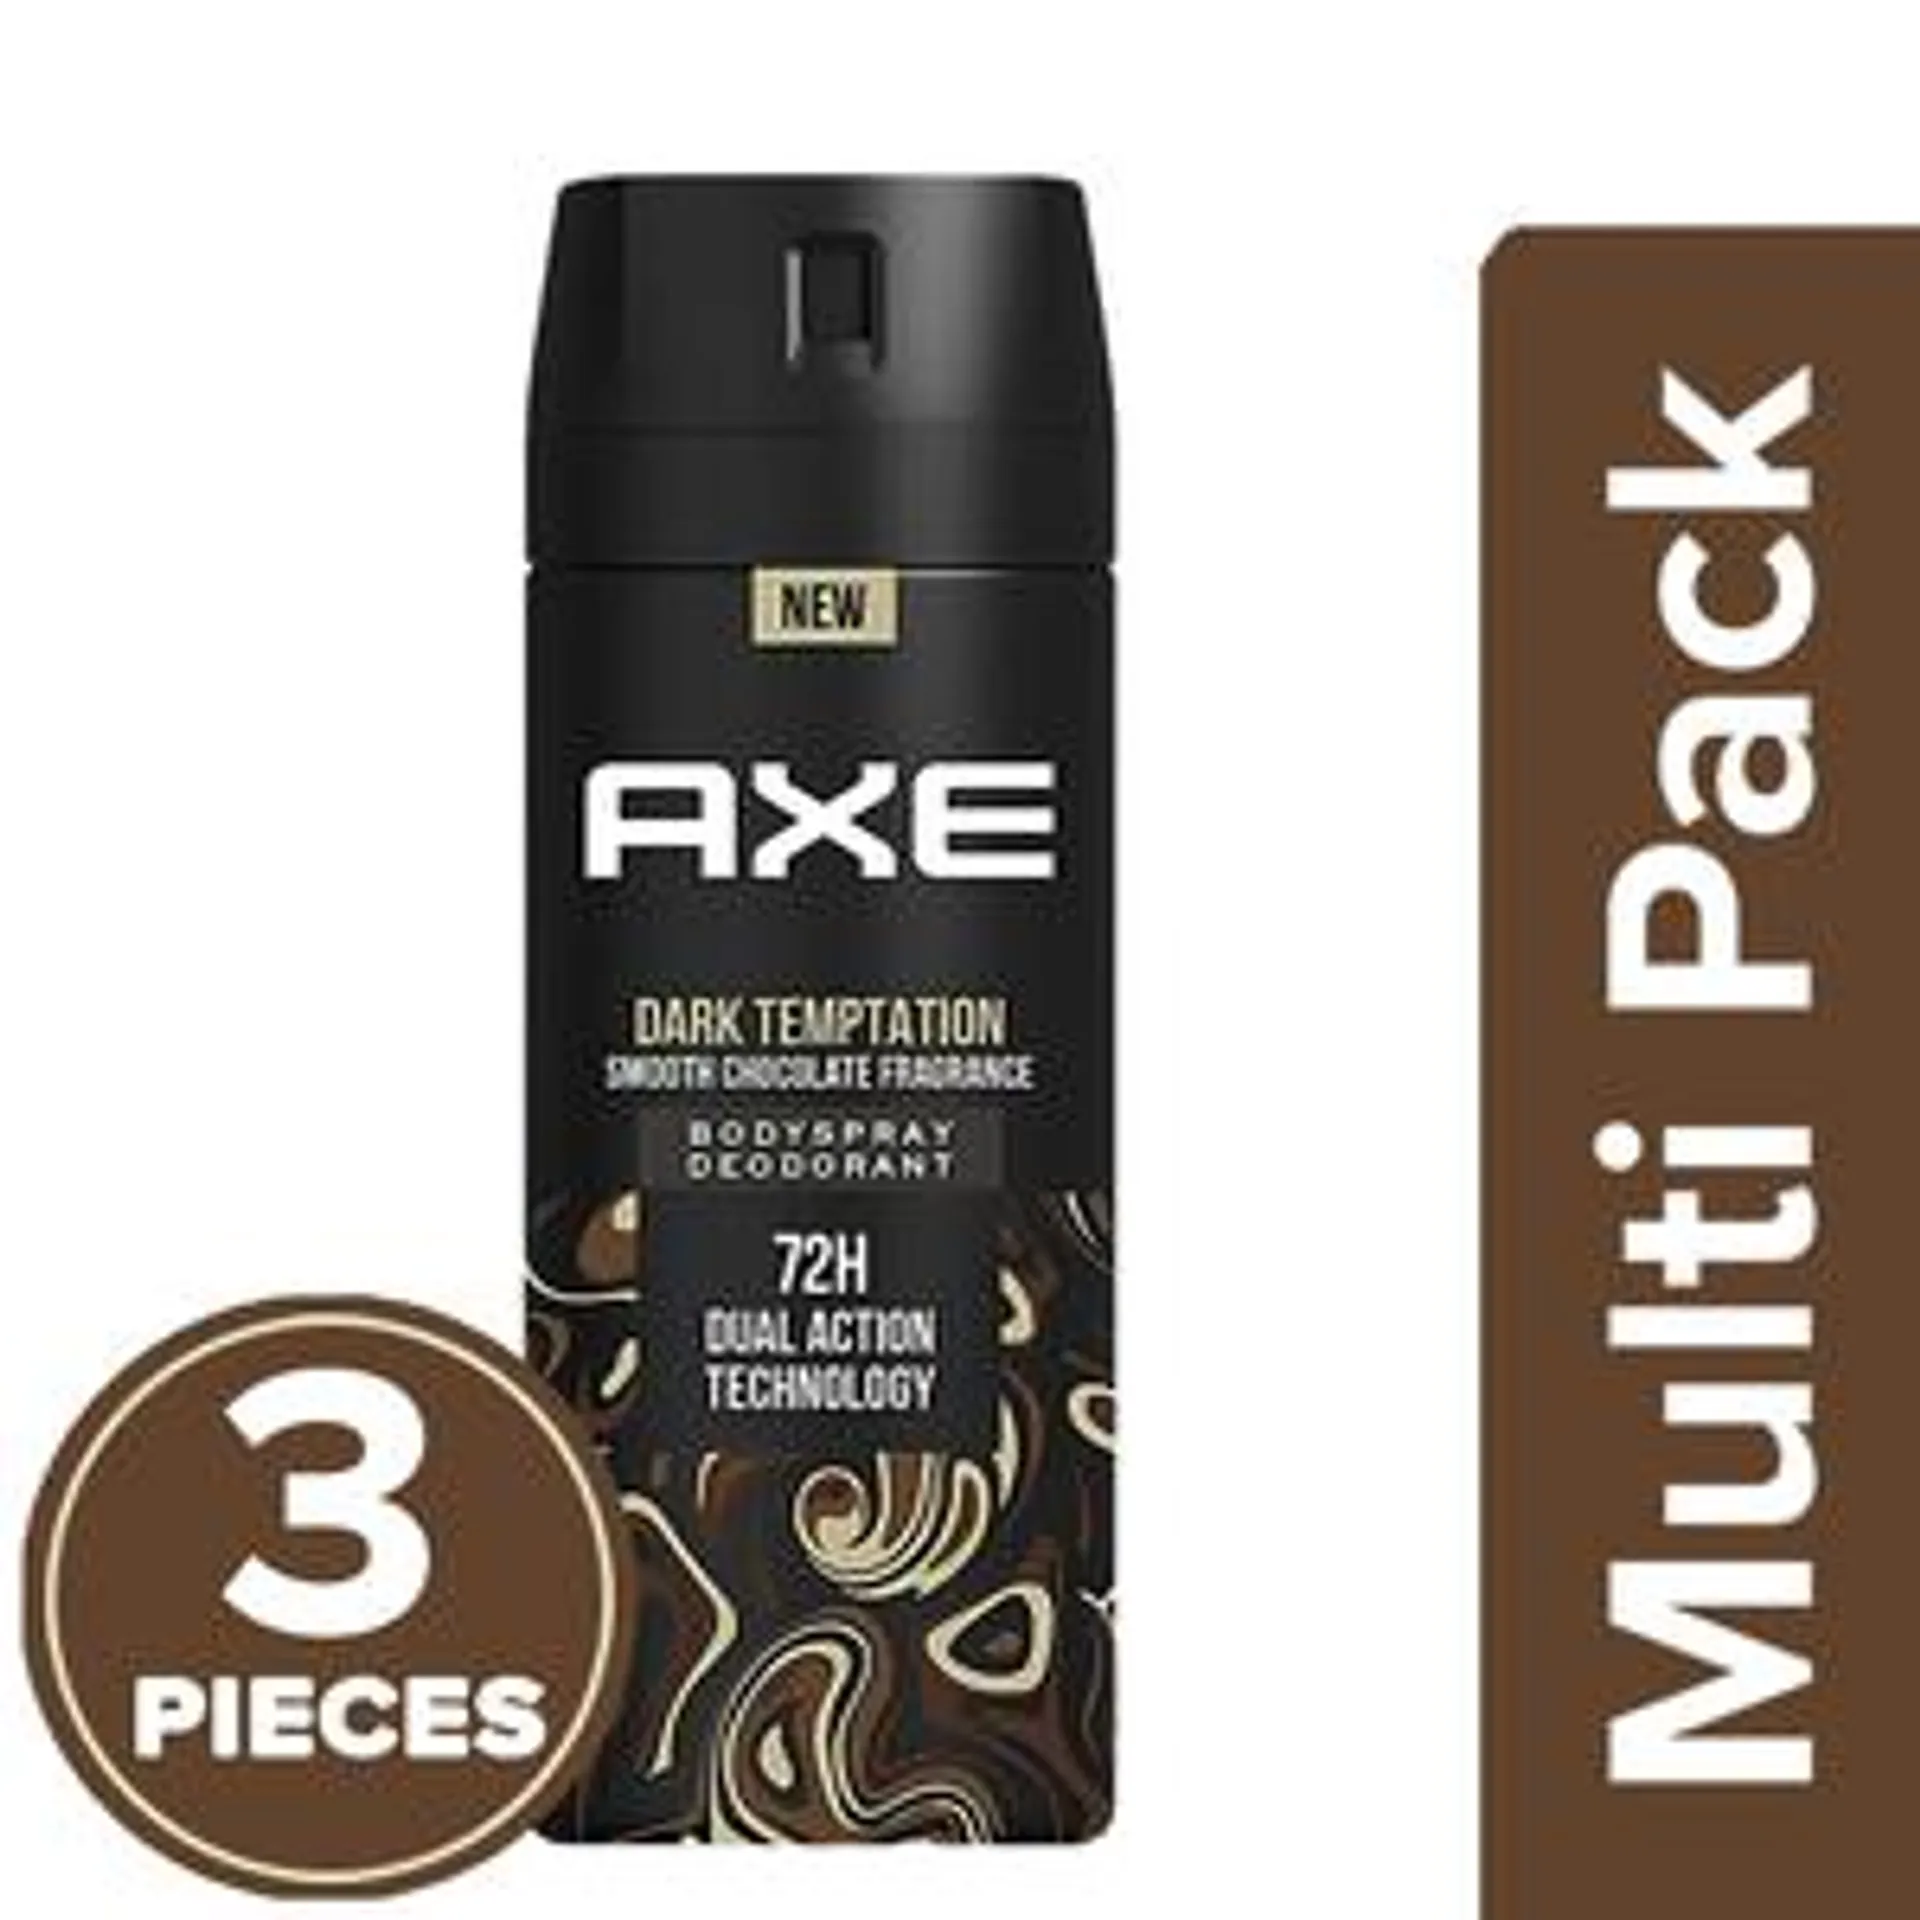 NEW
AXE
DARK TEMPTATION
SMOOTH CHOCOLATE FRAGRANCE
BODYSPRAY
DEODORANT
72H
DUAL ACTION
TECHNOLOGY
3
PIECES
Multi Pack